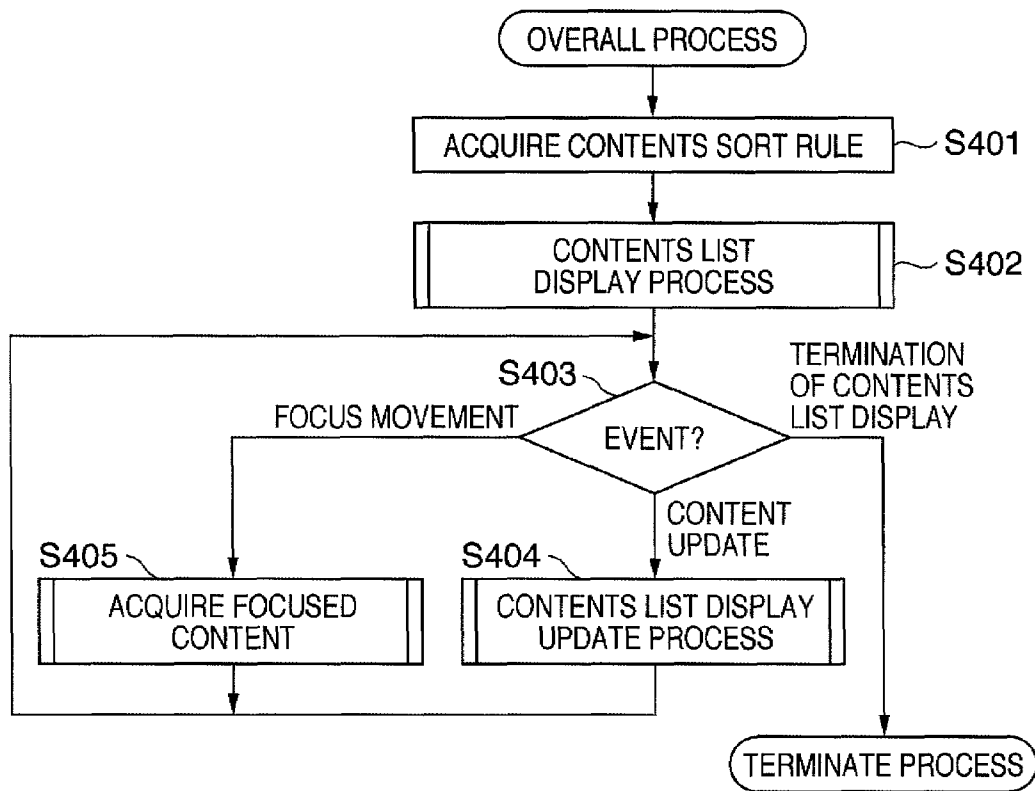 OVERALL PROCESS
ACQUIRE CONTENTS SORT RULE
S401
CONTENTS LIST
DISPLAY PROCESS
S402
S403
TERMINATION
OF CONTENTS
LIST DISPLAY
FOCUS MOVEMENT
EVENT?
CONTENT
UPDATE
S405
ACQUIRE FOCUSED
CONTENT
S404
CONTENTS LIST DISPLAY
UPDATE PROCESS
TERMINATE PROCESS